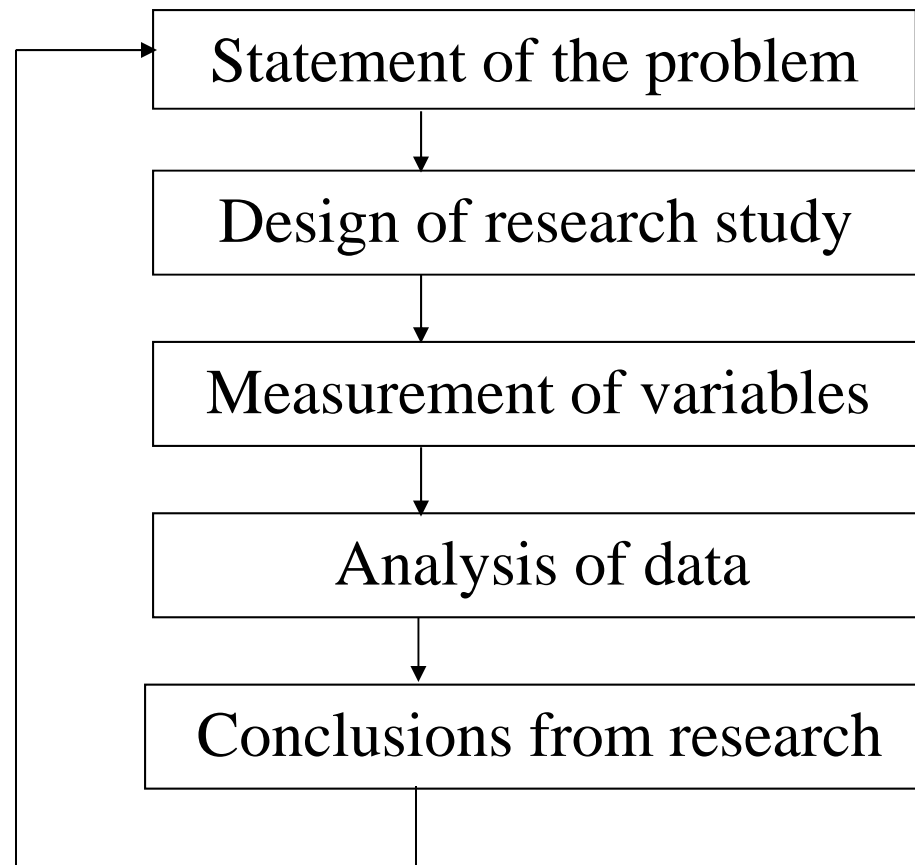 Statement of the problem
Design of research study
Measurement of variables
Analysis of data
Conclusions from research